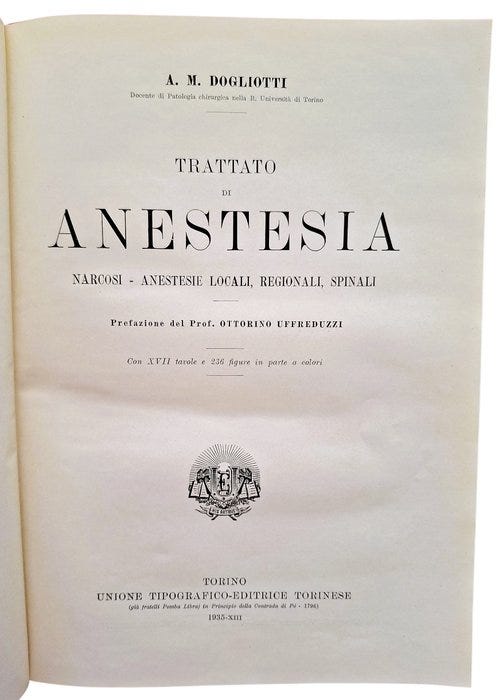 A. M. DOGLIOTTI
Docente di Patologia chirurgica nella R. Università di Torino
TRATTATO
DI
ANESTESIA
NARCOSI - ANESTESIE LOCALI, REGIONALI, SPINALI
Prefazione del Prof. OTTORINO UFFREDUZZI
Con XVII tavole e 236 figure in parte a colori
TORINO
UNIONE TIPOGRAFICO-EDITRICE TORINESE
(già fratelli Pomba Librai in Principio della Contrada di Po - 1796)
1935-XIII